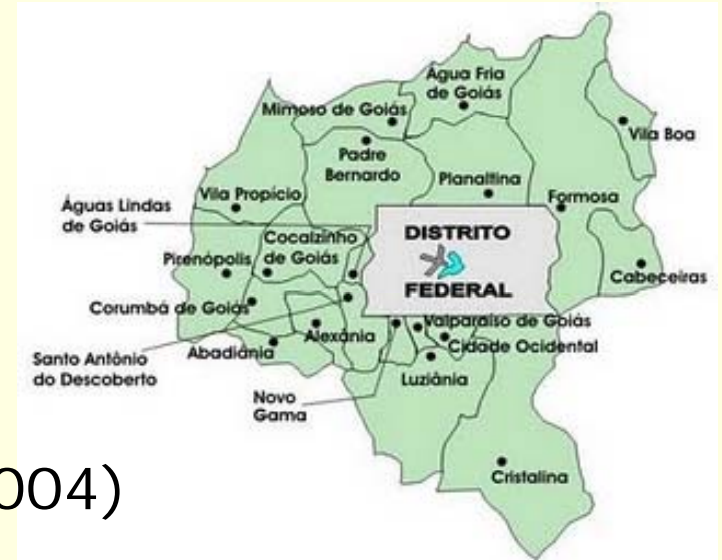 Água Fria
de Goiás
Mimoso de Goiás
Vila Boa
Padre
Bernardo
Planaltina
Vila Propício
Formosa
Águas Lindas
de Goiás
DISTRITO
FEDERAL
Cocalzinho
de Goiás
Pirenópolis
Cabeceiras
Corumbá de Goiás
Valparaíso de Goiás
Alexânia
Cidade Ocidental
Abadiânia
Santo Antônio
do Descoberto
Luziânia
Novo
Gama
Cristalina
004)